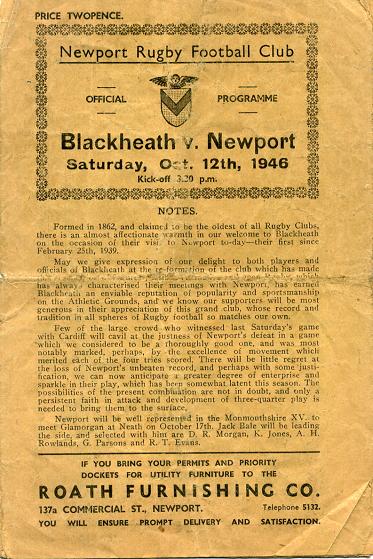 PRICE TWOPENCE.
Newport Rugby Football Club
OFFICIAL PROGRAMME
Blackheath v. Newport
Saturday, Oct. 12th, 1946
Kick-off 3.30 p.m.
NOTES.
Formed in 1862, and claimed to be the oldest of all Rugby Clubs,
there is an almost affectionate warmth in our welcome to Blackheath
on the occasion of their visit to Newport to-day—their first since
February 25th, 1939.
May we give expression of our delight to both players and
officials of Blackheath at the re-formation of the club which has made
has always characterised their meetings with Newport, has earned
Blackheath an enviable reputation of popularity and sportsmanship
on the Athletic Grounds, and we know our supporters will be most
generous in their appreciation of this grand club, whose record and
tradition in all spheres of Rugby football so matches our own.
Few of the large crowd who witnessed last Saturday's game
with Cardiff will cavil at the justness of Newport's defeat in a game
which we considered to be a thoroughly good one, and was most
notably marked, perhaps, by the excellence of movement which
merited each of the four tries scored. There will be little regret at
the loss of Newport's unbeaten record, and perhaps with some justi-
fication, we can now anticipate a greater degree of enterprise and
sparkle in their play, which has been somewhat latent this season. The
possibilities of the present combination are not in doubt, and only a
persistent faith in attack and development of three-quarter play is
needed to bring them to the surface.
Newport will be well represented in the Monmouthshire XV. to
meet Glamorgan at Neath on October 17th. Jack Bale will be leading
the side, and selected with him are D. R. Morgan, K. Jones, A. H.
Rowlands, G. Parsons and R. T. Evans.
IF YOU BRING YOUR PERMITS AND PRIORITY
DOCKETS FOR UTILITY FURNITURE TO THE
ROATH FURNISHING CO.
137a COMMERCIAL ST., NEWPORT. Telephone 5132.
YOU WILL ENSURE PROMPT DELIVERY AND SATISFACTION.